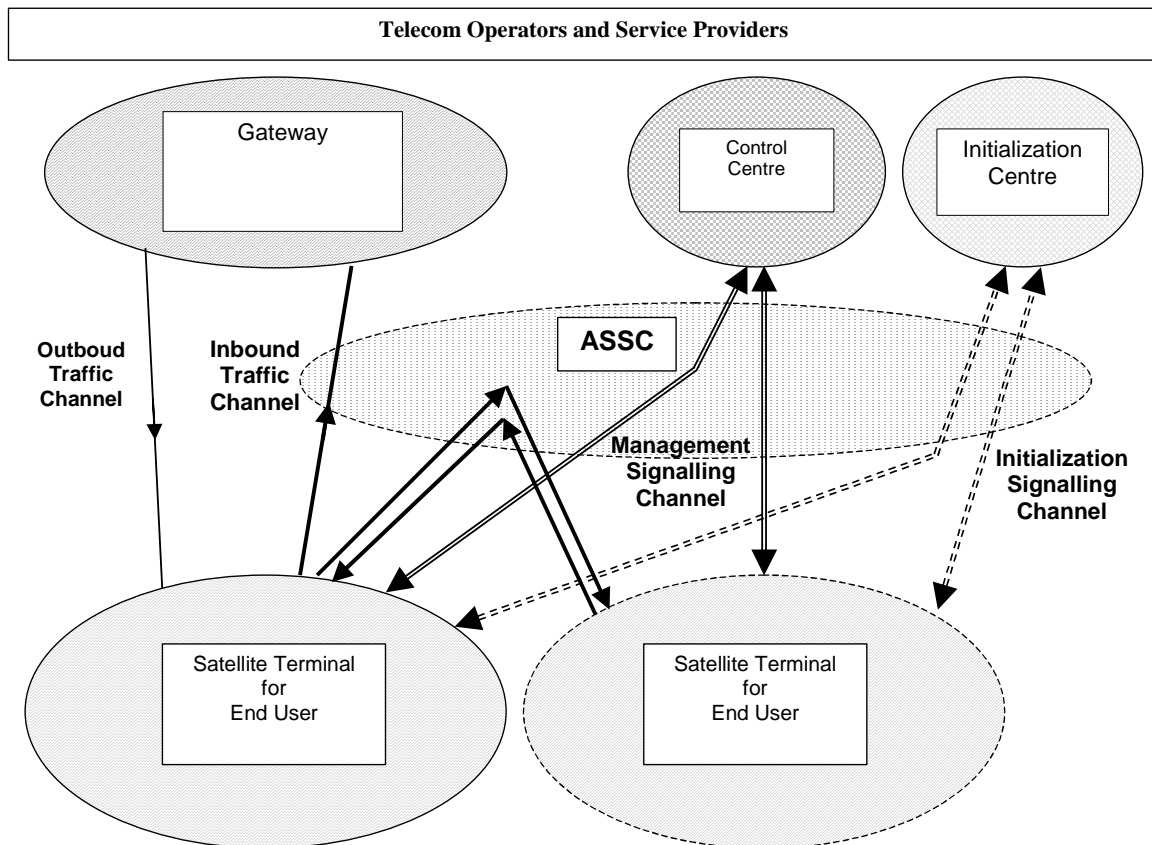 Telecom Operators and Service Providers
Gateway
Control
Centre
Initialization
Centre
ASSC
Outboud
Traffic
Channel
Inbound
Traffic
Channel
Management
Signalling
Channel
Initialization
Signalling
Channel
Satellite Terminal
for
End User
Satellite Terminal
for
End User